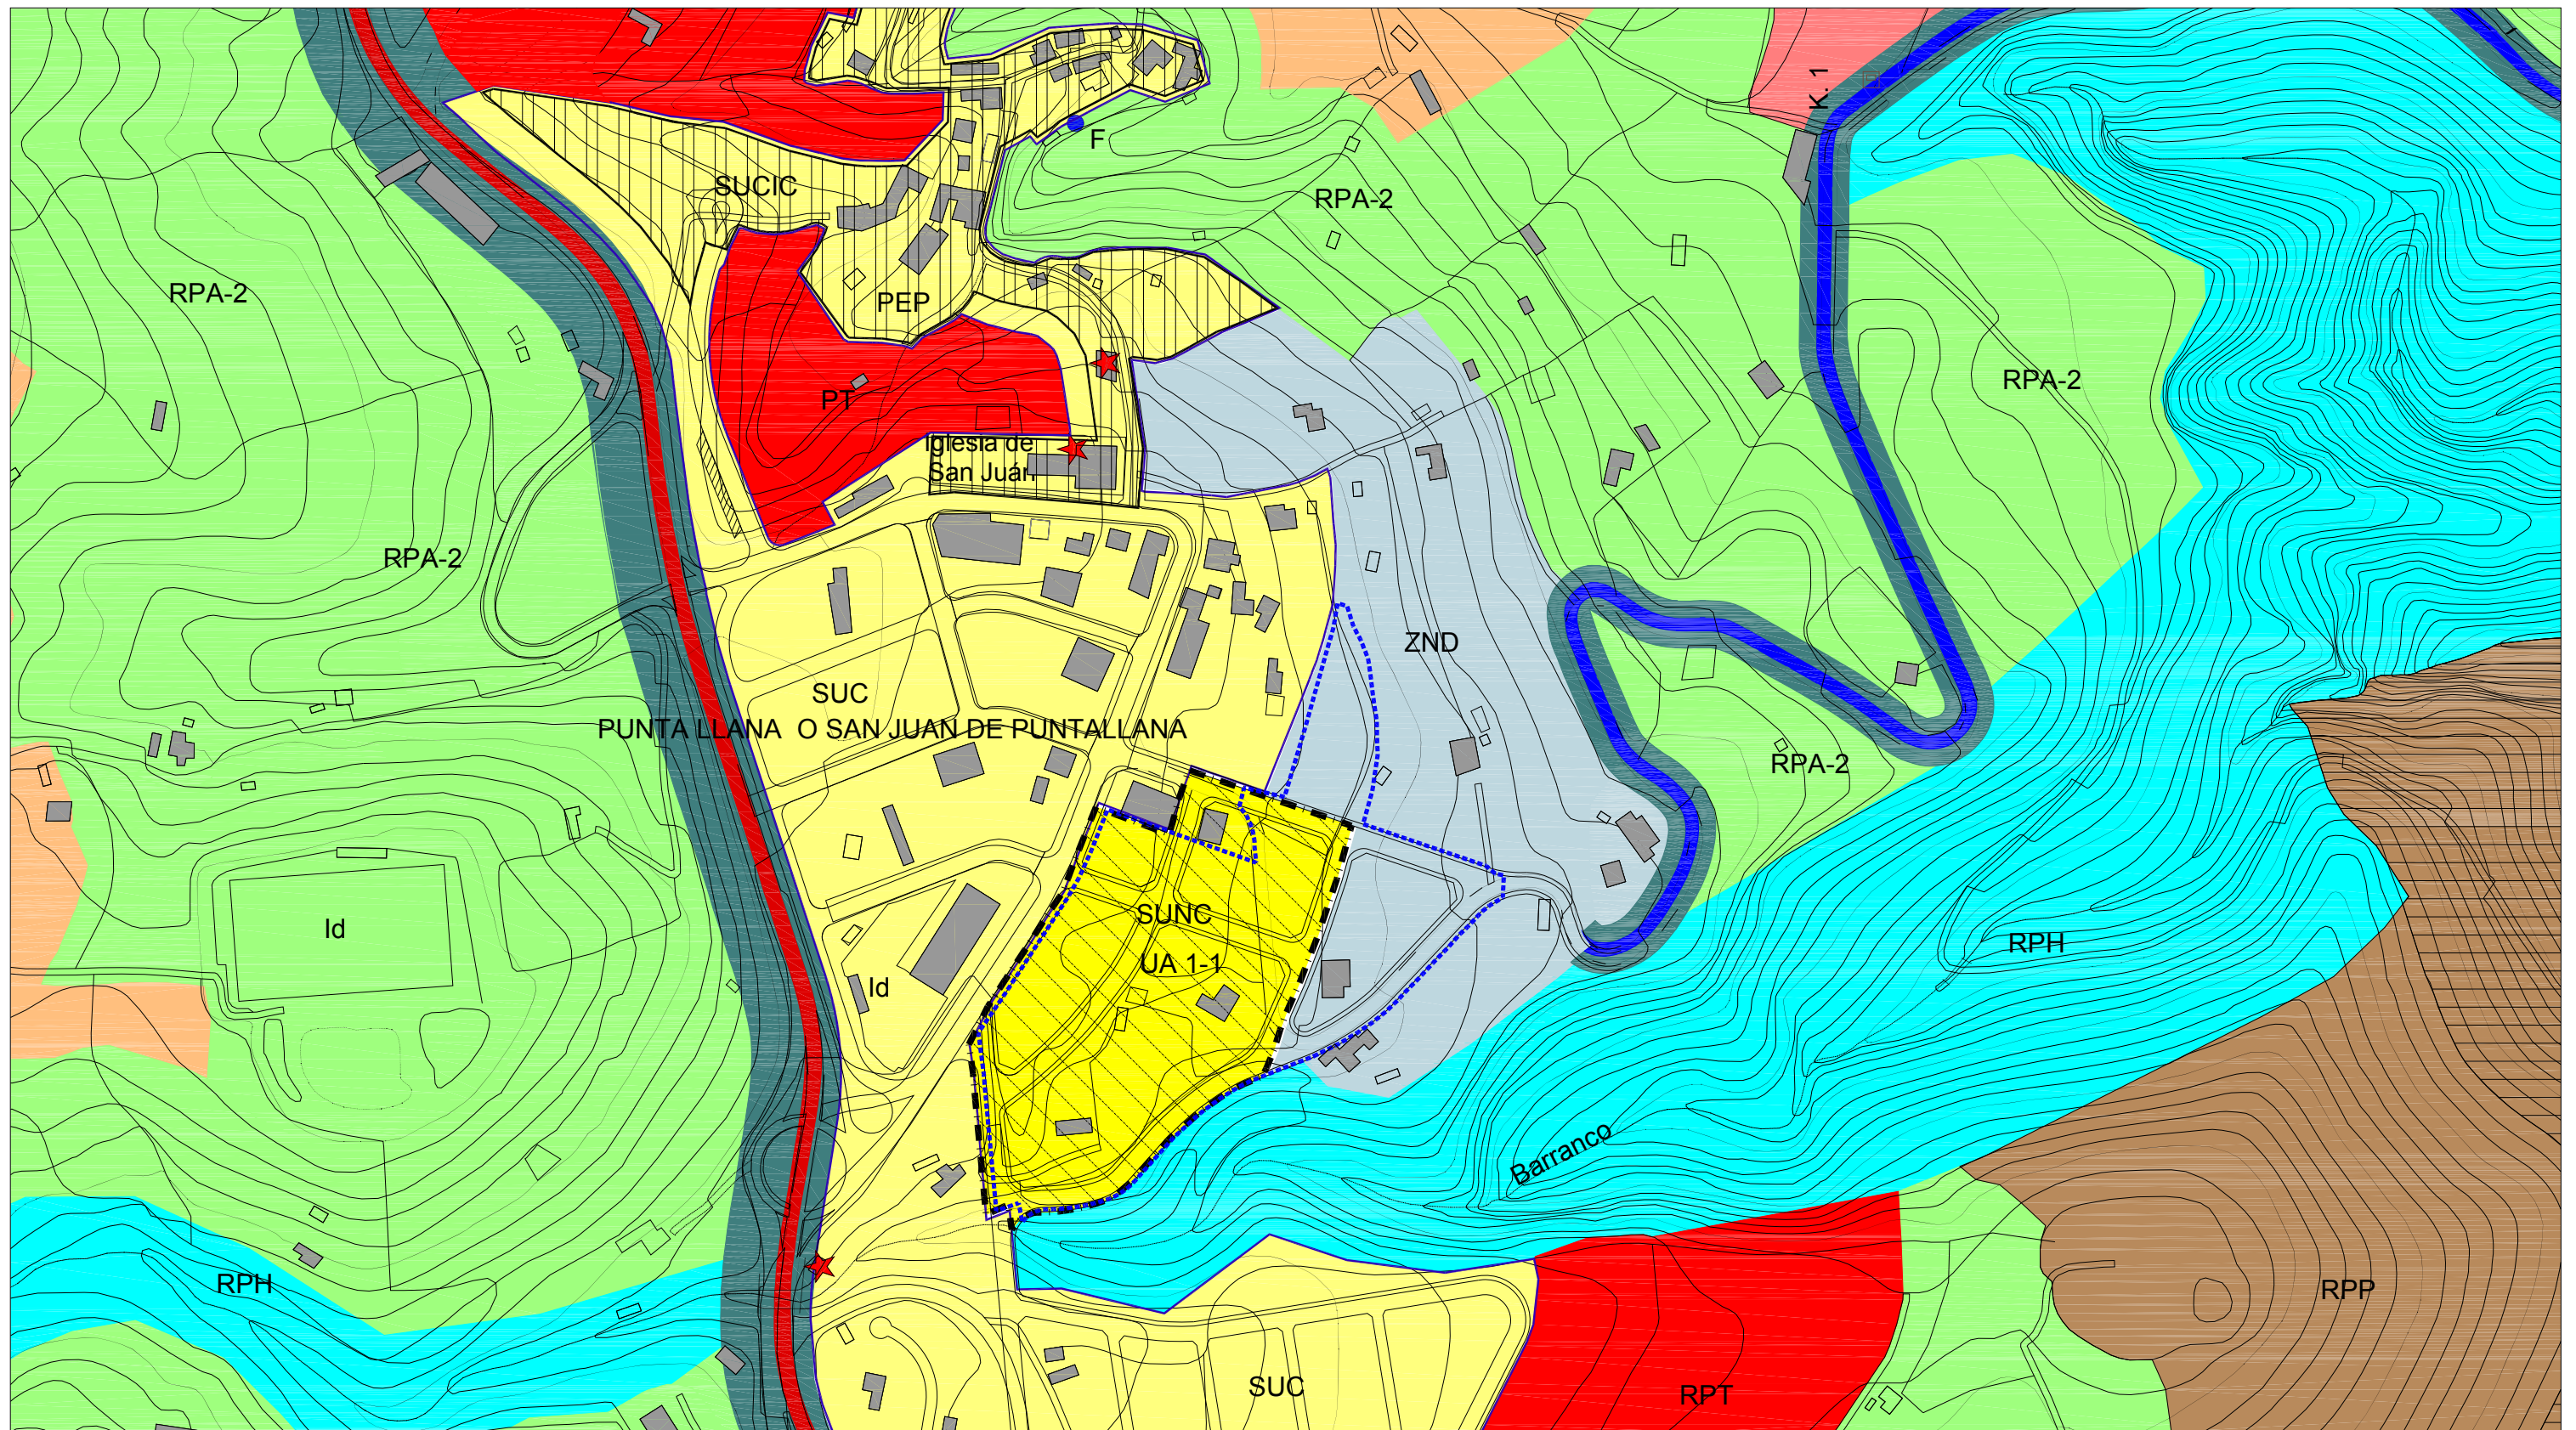 K. 1
F
SUCIC
RPA-2
RPA-2
PEP
RPA-2
PT
Iglesia de
San Juán
RPA-2
ZND
SUC
PUNTA LLANA O SAN JUAN DE PUNTALLANA
RPA-2
SUNC
Id
RPH
UA 1-1
Id
Barranco
RPH
RPP
SUC
RPT